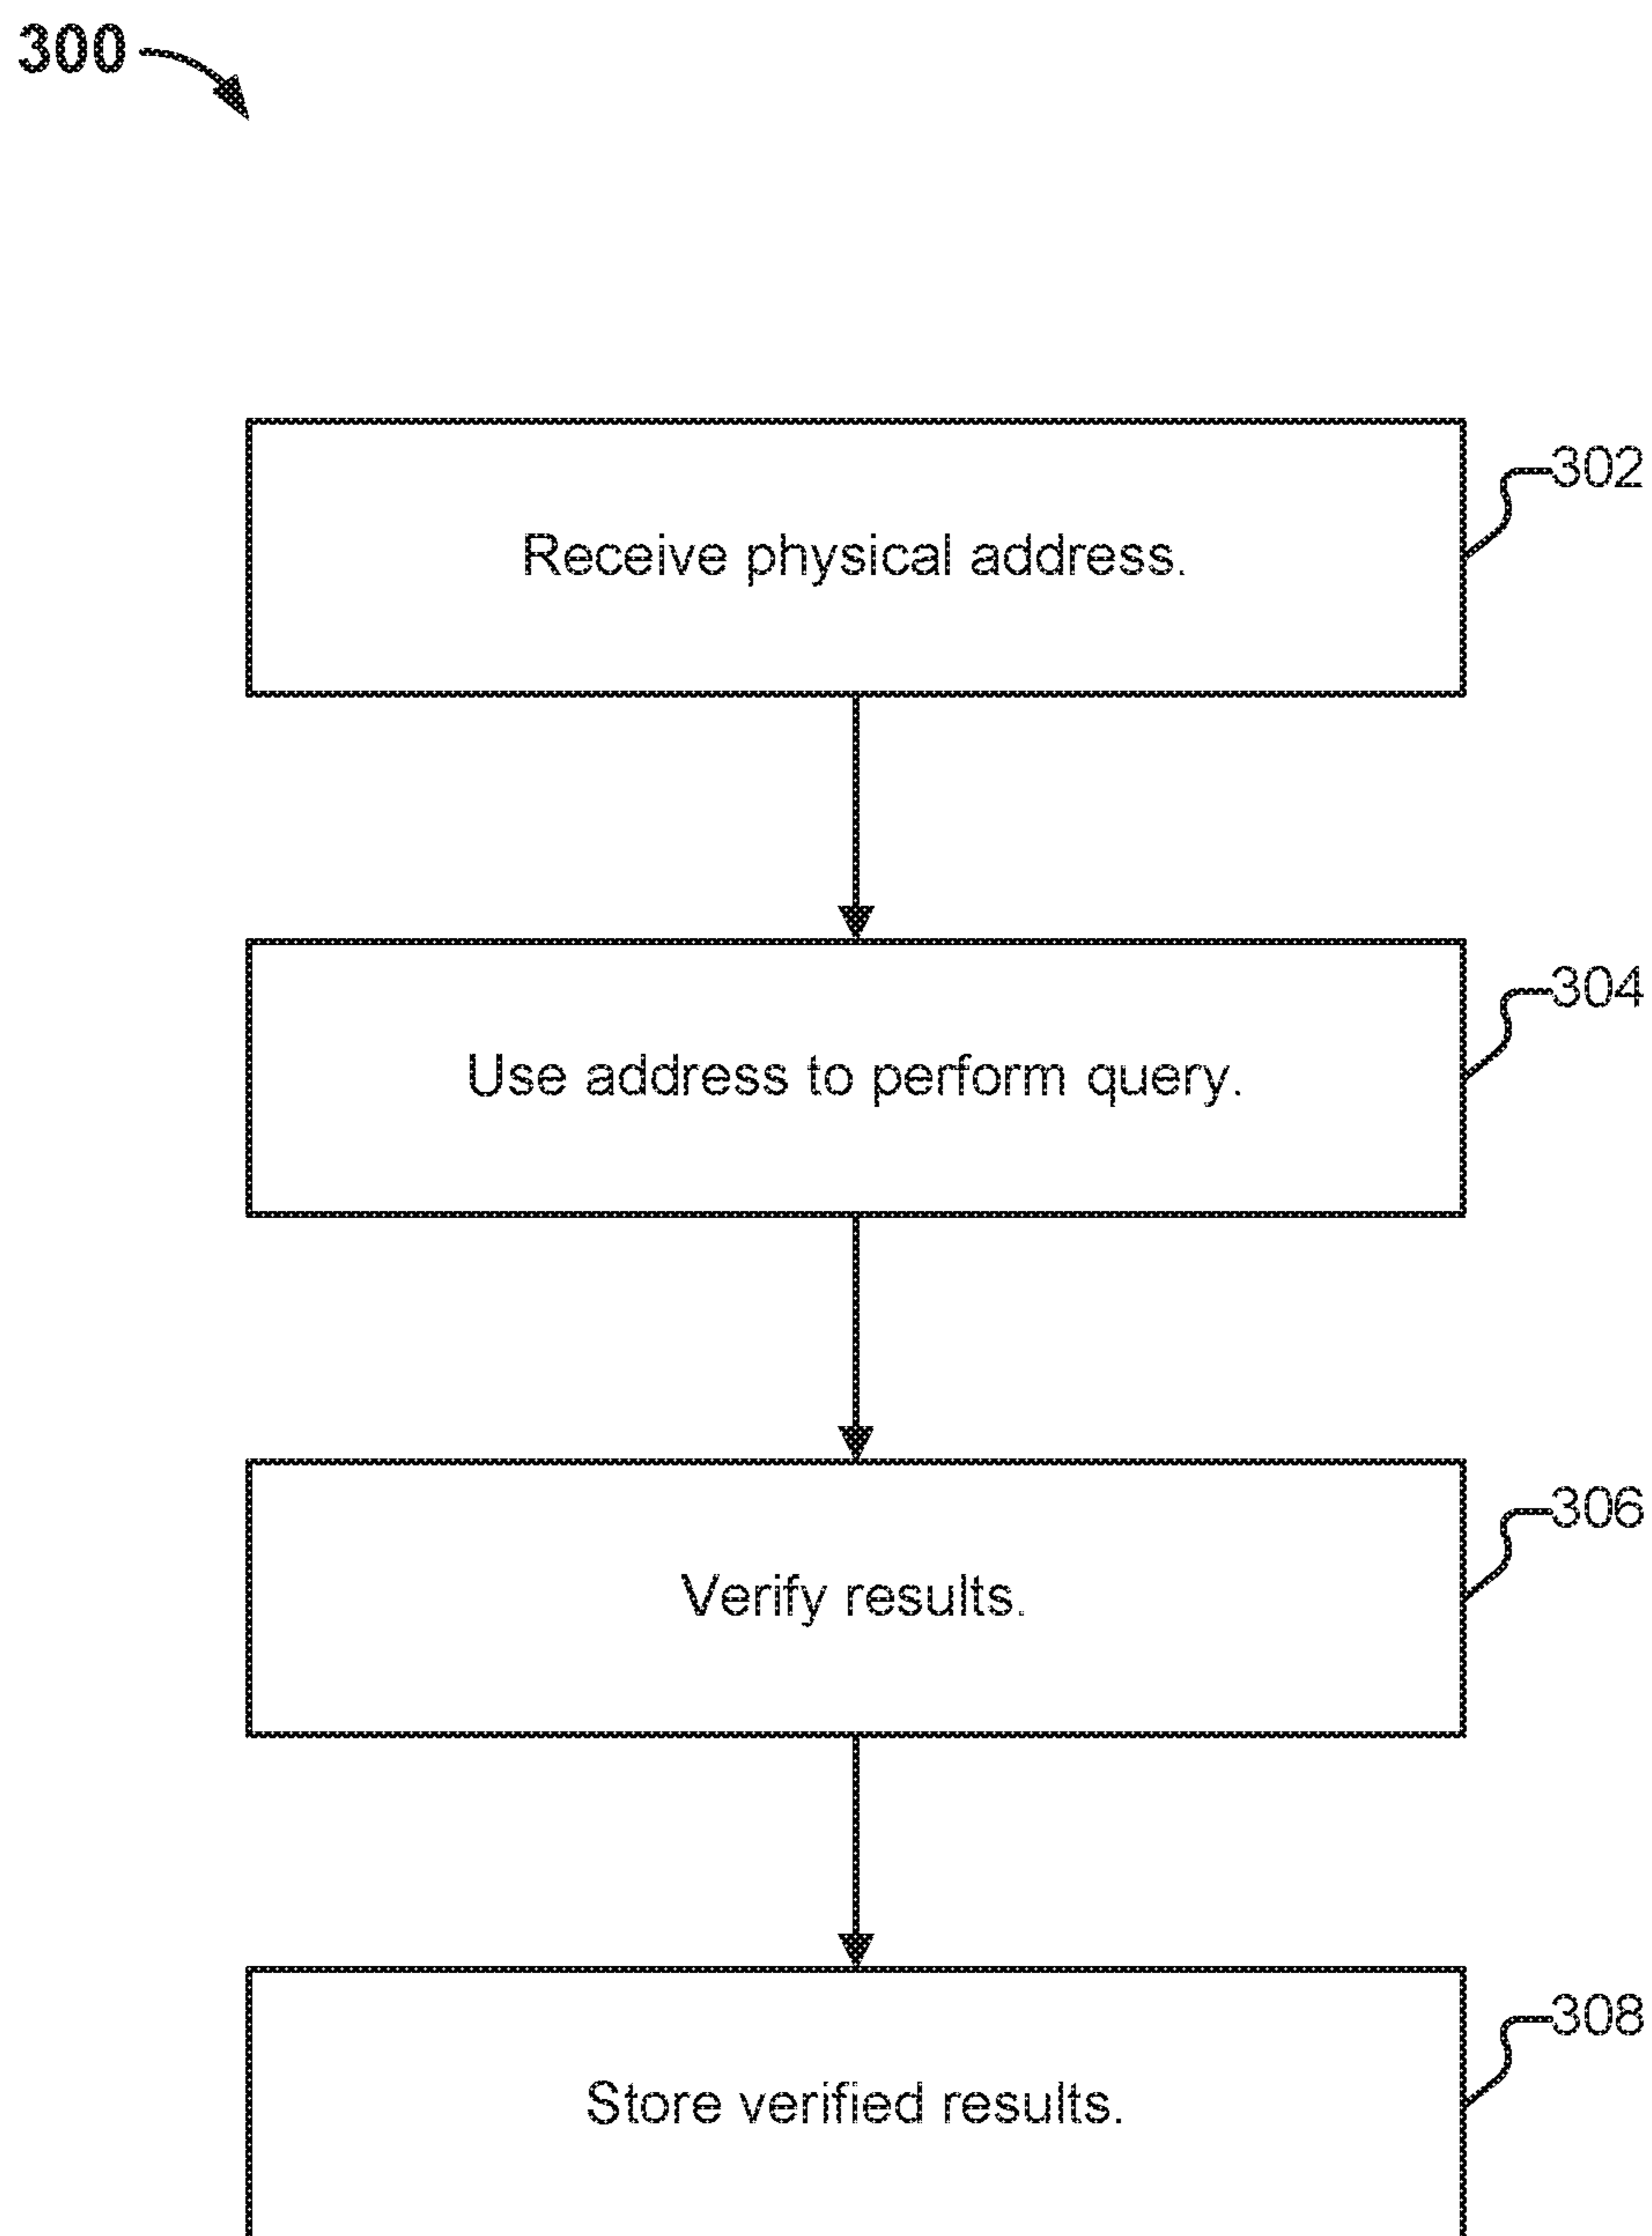 300
Receive physical address.
302
Use address to perform query.
304
Verify results.
306
Store verified results.
308